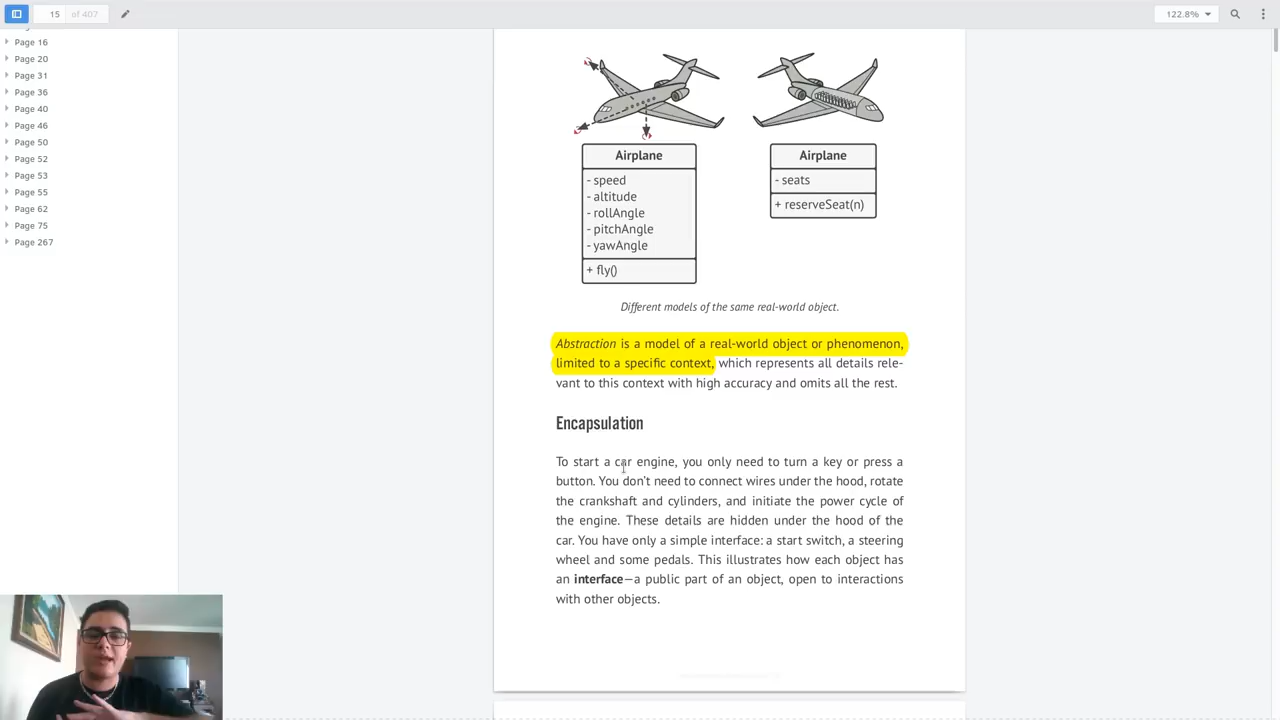 15 of 407
122.8%
Page 16
Page 20
Page 31
Page 36
Page 40
Page 46
Page 50
Page 52
Page 53
Page 55
Page 62
Page 75
Page 267
Airplane
- speed
- altitude
- rollAngle
- pitchAngle
- yawAngle
+ fly()
Airplane
- seats
+ reserveSeat(n)
Different models of the same real-world object.
Abstraction is a model of a real-world object or phenomenon,
limited to a specific context, which represents all details rele-
vant to this context with high accuracy and omits all the rest.
Encapsulation
To start a car engine, you only need to turn a key or press a
button. You don't need to connect wires under the hood, rotate
the crankshaft and cylinders, and initiate the power cycle of
the engine. These details are hidden under the hood of the
car. You have only a simple interface: a start switch, a steering
wheel and some pedals. This illustrates how each object has
an interface—a public part of an object, open to interactions
with other objects.